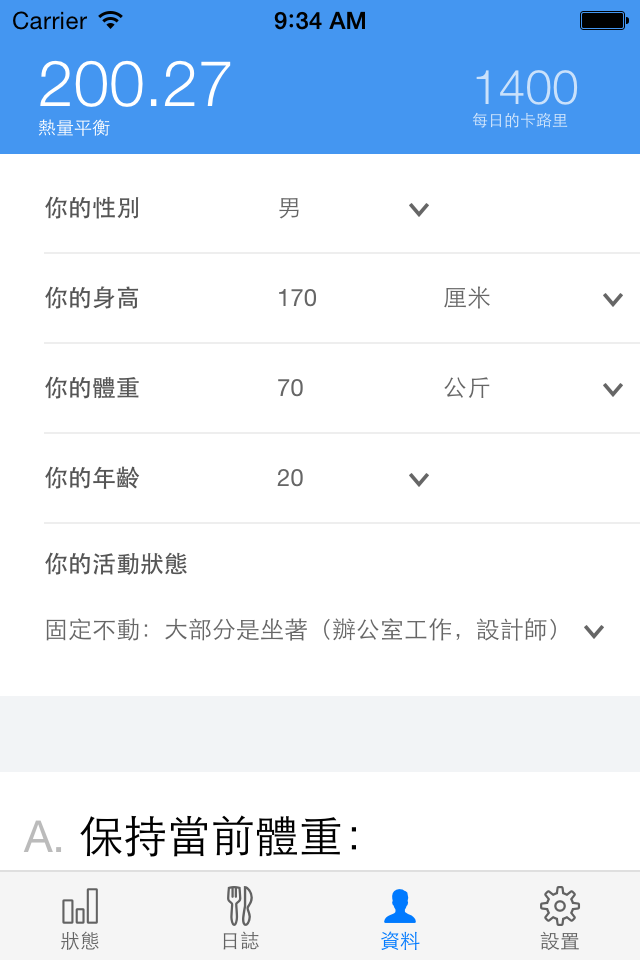 Carrier 9:34 AM
200.27 1400
熱量平衡 每日的卡路里
你的性別 男
你的身高 170 厘米
你的體重 70 公斤
你的年齡 20
你的活動狀態
固定不動：大部分是坐著（辦公室工作，設計師）
A. 保持當前體重：
狀態 日誌 資料 設置